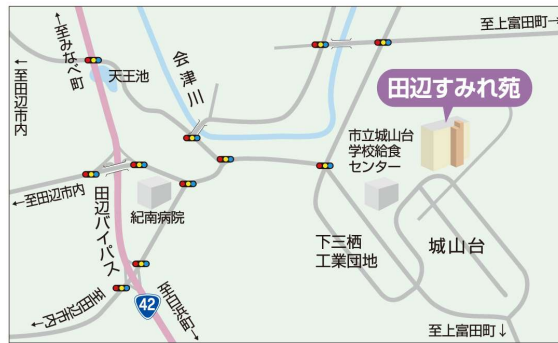 ←至みなべ町
天王池
会津川
至上富田町→
←至田辺市内
田辺すみれ苑
市立城山台
学校給食
センター
←至田辺市内
紀南病院
田辺バイパス
下三栖
工業団地
城山台
←至田辺市内
42
至白浜町→
至上富田町↓